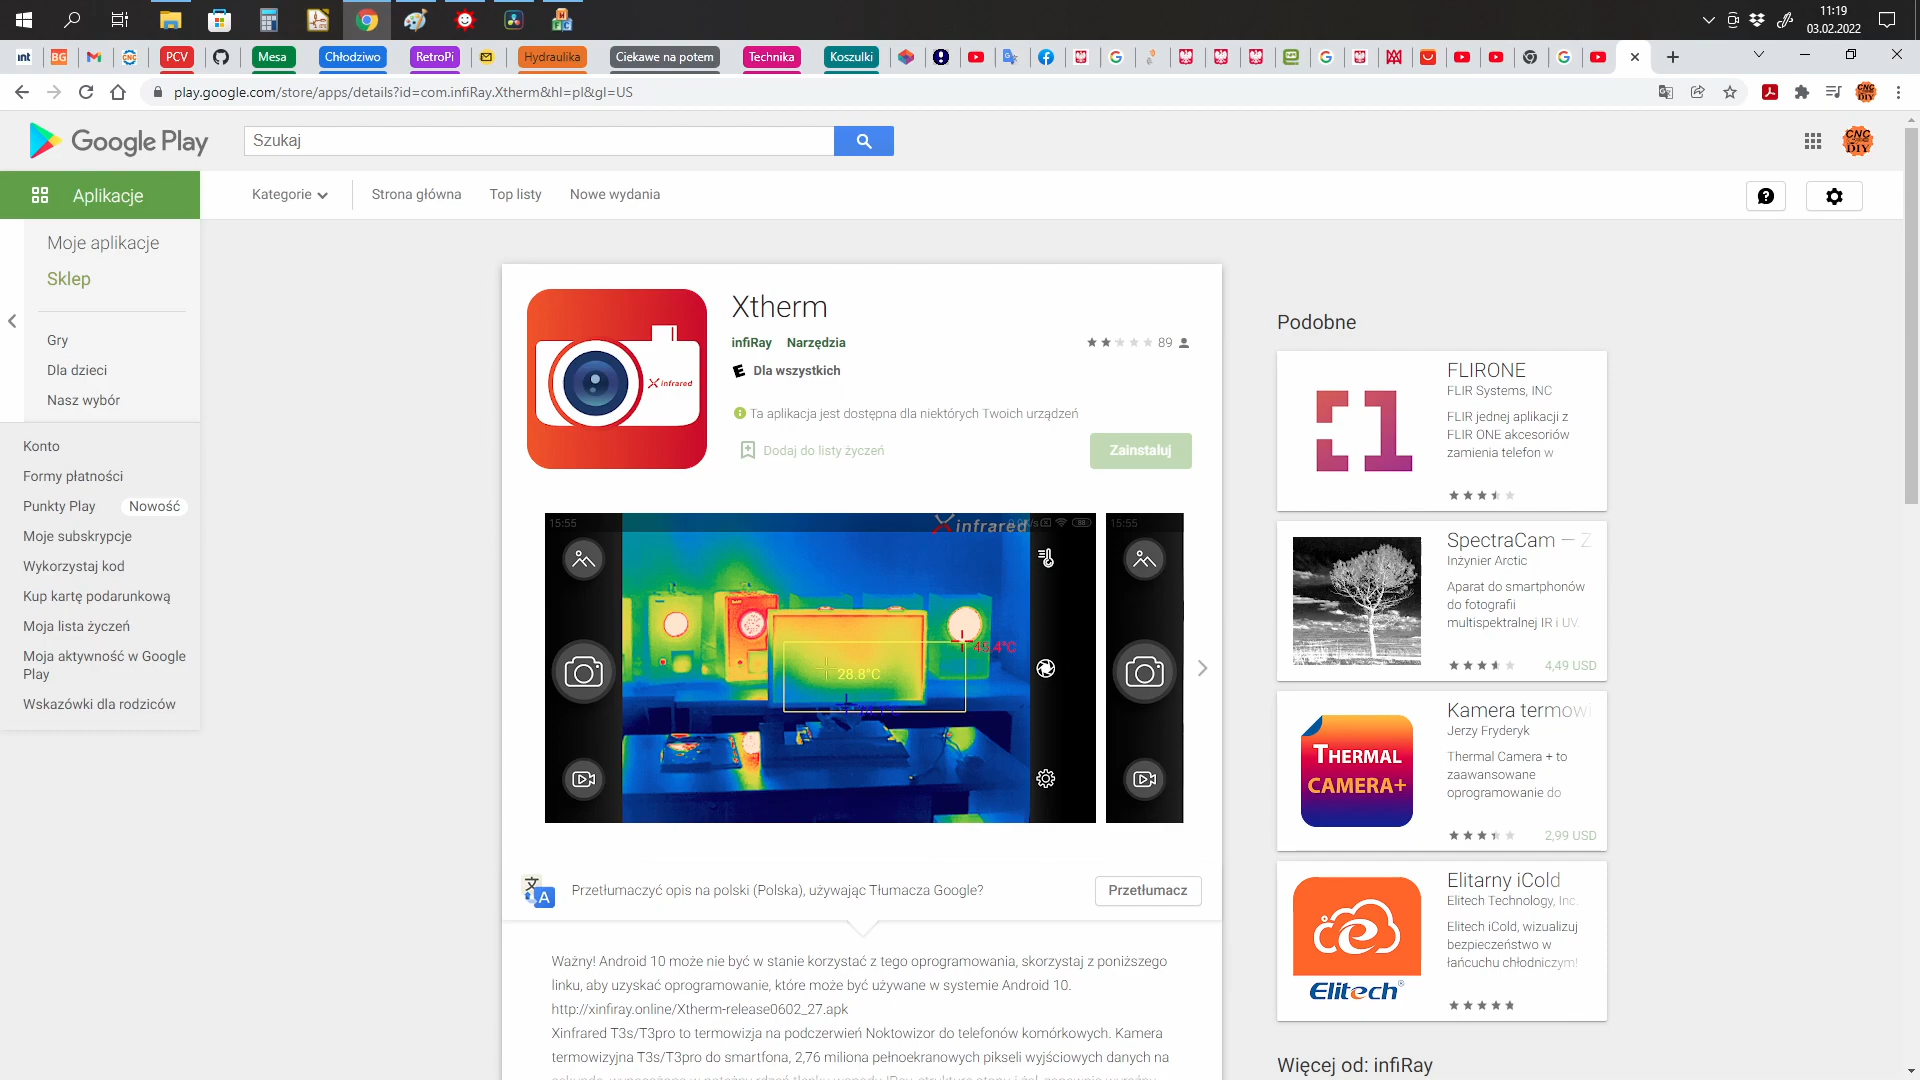 11:19
03.02.2022
int
BG
PCV
Mesa
Chłodziwo
RetroPi
Hydraulika
Ciekawe na potem
Technika
Koszulki
play.google.com/store/apps/details?id=com.infiRay.Xtherm&hl=pl&gl=US
Google Play
Szukaj
CNC
DIY
Aplikacje
Kategorie
Strona główna
Top listy
Nowe wydania
Moje aplikacje
Sklep
Gry
Dla dzieci
Nasz wybór
Konto
Formy płatności
Punkty Play Nowość
Moje subskrypcje
Wykorzystaj kod
Kup kartę podarunkową
Moja lista życzeń
Moja aktywność w Google
Play
Wskazówki dla rodziców
Xinfrared
Xtherm
infiRay Narzędzia
89
Dla wszystkich
Ta aplikacja jest dostępna dla niektórych Twoich urządzeń
Dodaj do listy życzeń
Zainstaluj
15:55
Xinfrared
28.8°C
15:55
Przetłumaczyć opis na polski (Polska), używając Tłumacza Google?
Przetłumacz
Ważny! Android 10 może nie być w stanie korzystać z tego oprogramowania, skorzystaj z poniższego
linku, aby uzyskać oprogramowanie, które może być używane w systemie Android 10.
http://xinfiray.online/Xtherm-release0602_27.apk
Xinfrared T3s/T3pro to termowizja na podczerwień Noktowizor do telefonów komórkowych. Kamera
termowizyjna T3s/T3pro do smartfona, 2,76 miliona pełnoekranowych pikseli wyjściowych danych na
Podobne
FLIRONE
FLIR Systems, INC
FLIR jednej aplikacji z
FLIR ONE akcesoriów
zamienia telefon w
SpectraCam — Z
Inżynier Arctic
Aparat do smartphonów
do fotografii
multispektralnej IR i UV.
4,49 USD
THERMAL
CAMERA+
Kamera termowi
Jerzy Fryderyk
Thermal Camera + to
zaawansowane
oprogramowanie do
2,99 USD
Elitech
Elitarny iCold
Elitech Technology, Inc.
Elitech iCold, wizualizuj
bezpieczeństwo w
łańcuchu chłodniczym!
Więcej od: infiRay